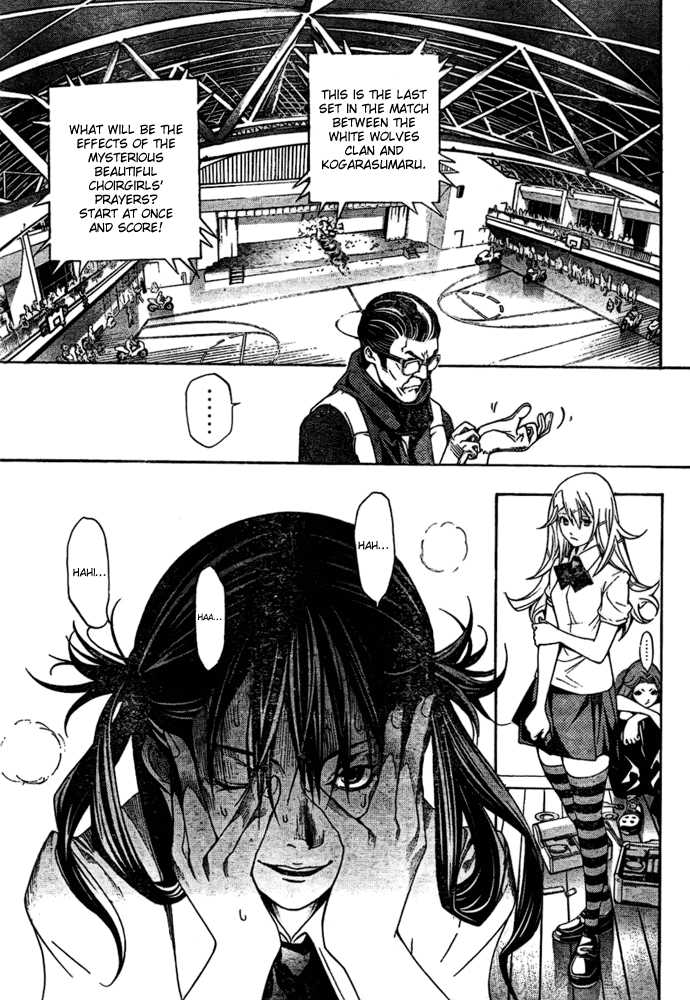 THIS IS THE LAST
SET IN THE MATCH
BETWEEN THE
WHITE WOLVES
CLAN AND
KOGARASUMARU.
WHAT WILL BE THE
EFFECTS OF THE
MYSTERIOUS
BEAUTIFUL
CHOIRGIRLS'
PRAYERS?
START AT ONCE
AND SCORE!
......
HAH...
HAA...
HAH...
......